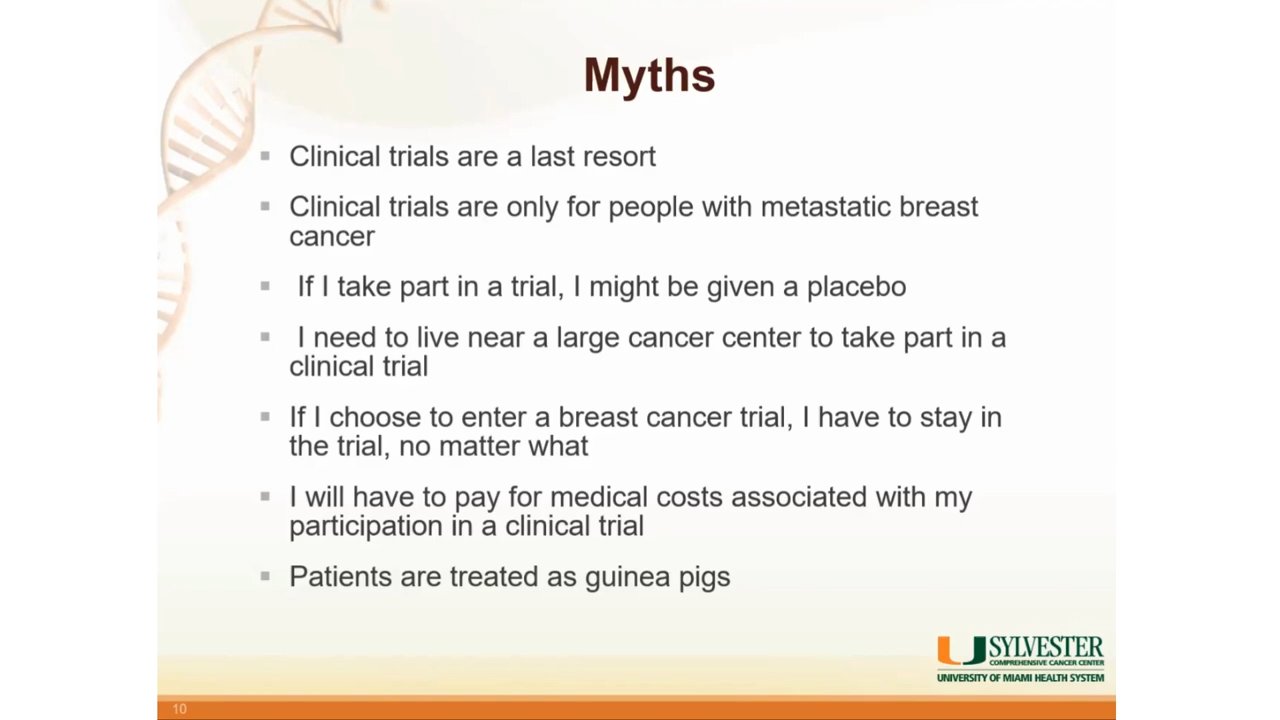 Myths
▪ Clinical trials are a last resort
▪ Clinical trials are only for people with metastatic breast
cancer
▪ If I take part in a trial, I might be given a placebo
▪ I need to live near a large cancer center to take part in a
clinical trial
▪ If I choose to enter a breast cancer trial, I have to stay in
the trial, no matter what
▪ I will have to pay for medical costs associated with my
participation in a clinical trial
▪ Patients are treated as guinea pigs
U SYLVESTER
COMPREHENSIVE CANCER CENTER
UNIVERSITY OF MIAMI HEALTH SYSTEM
10